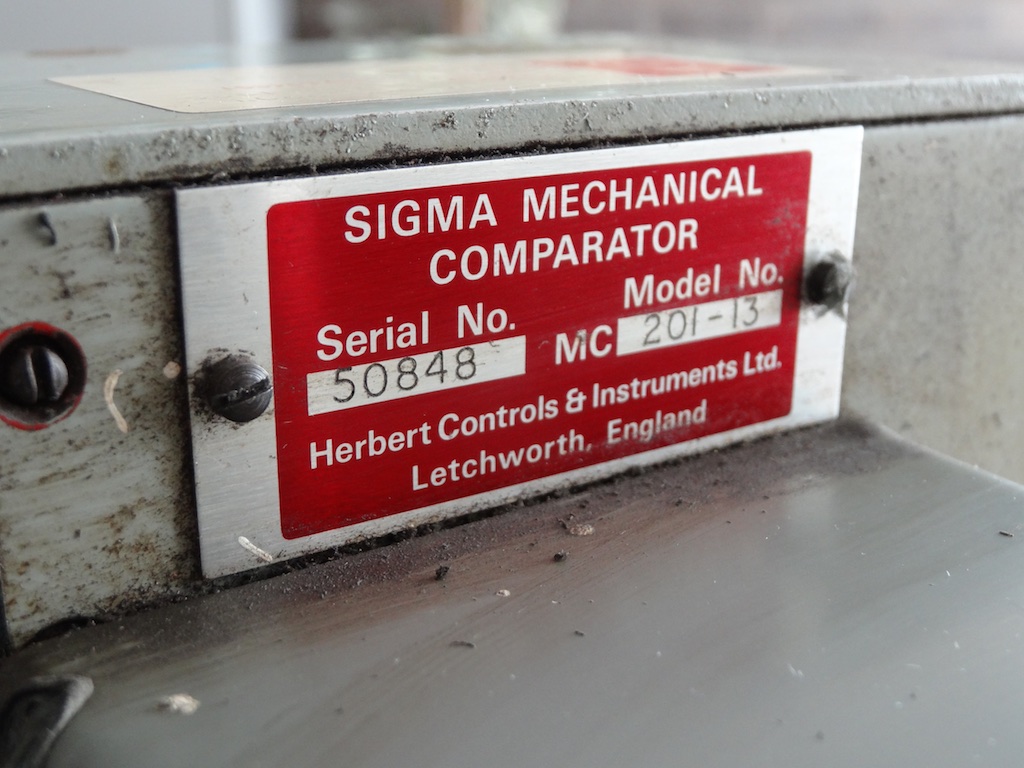 SIGMA MECHANICAL
COMPARATOR
Serial No. Model No.
50848 MC 201-13
Herbert Controls & Instruments Ltd.
Letchworth, England